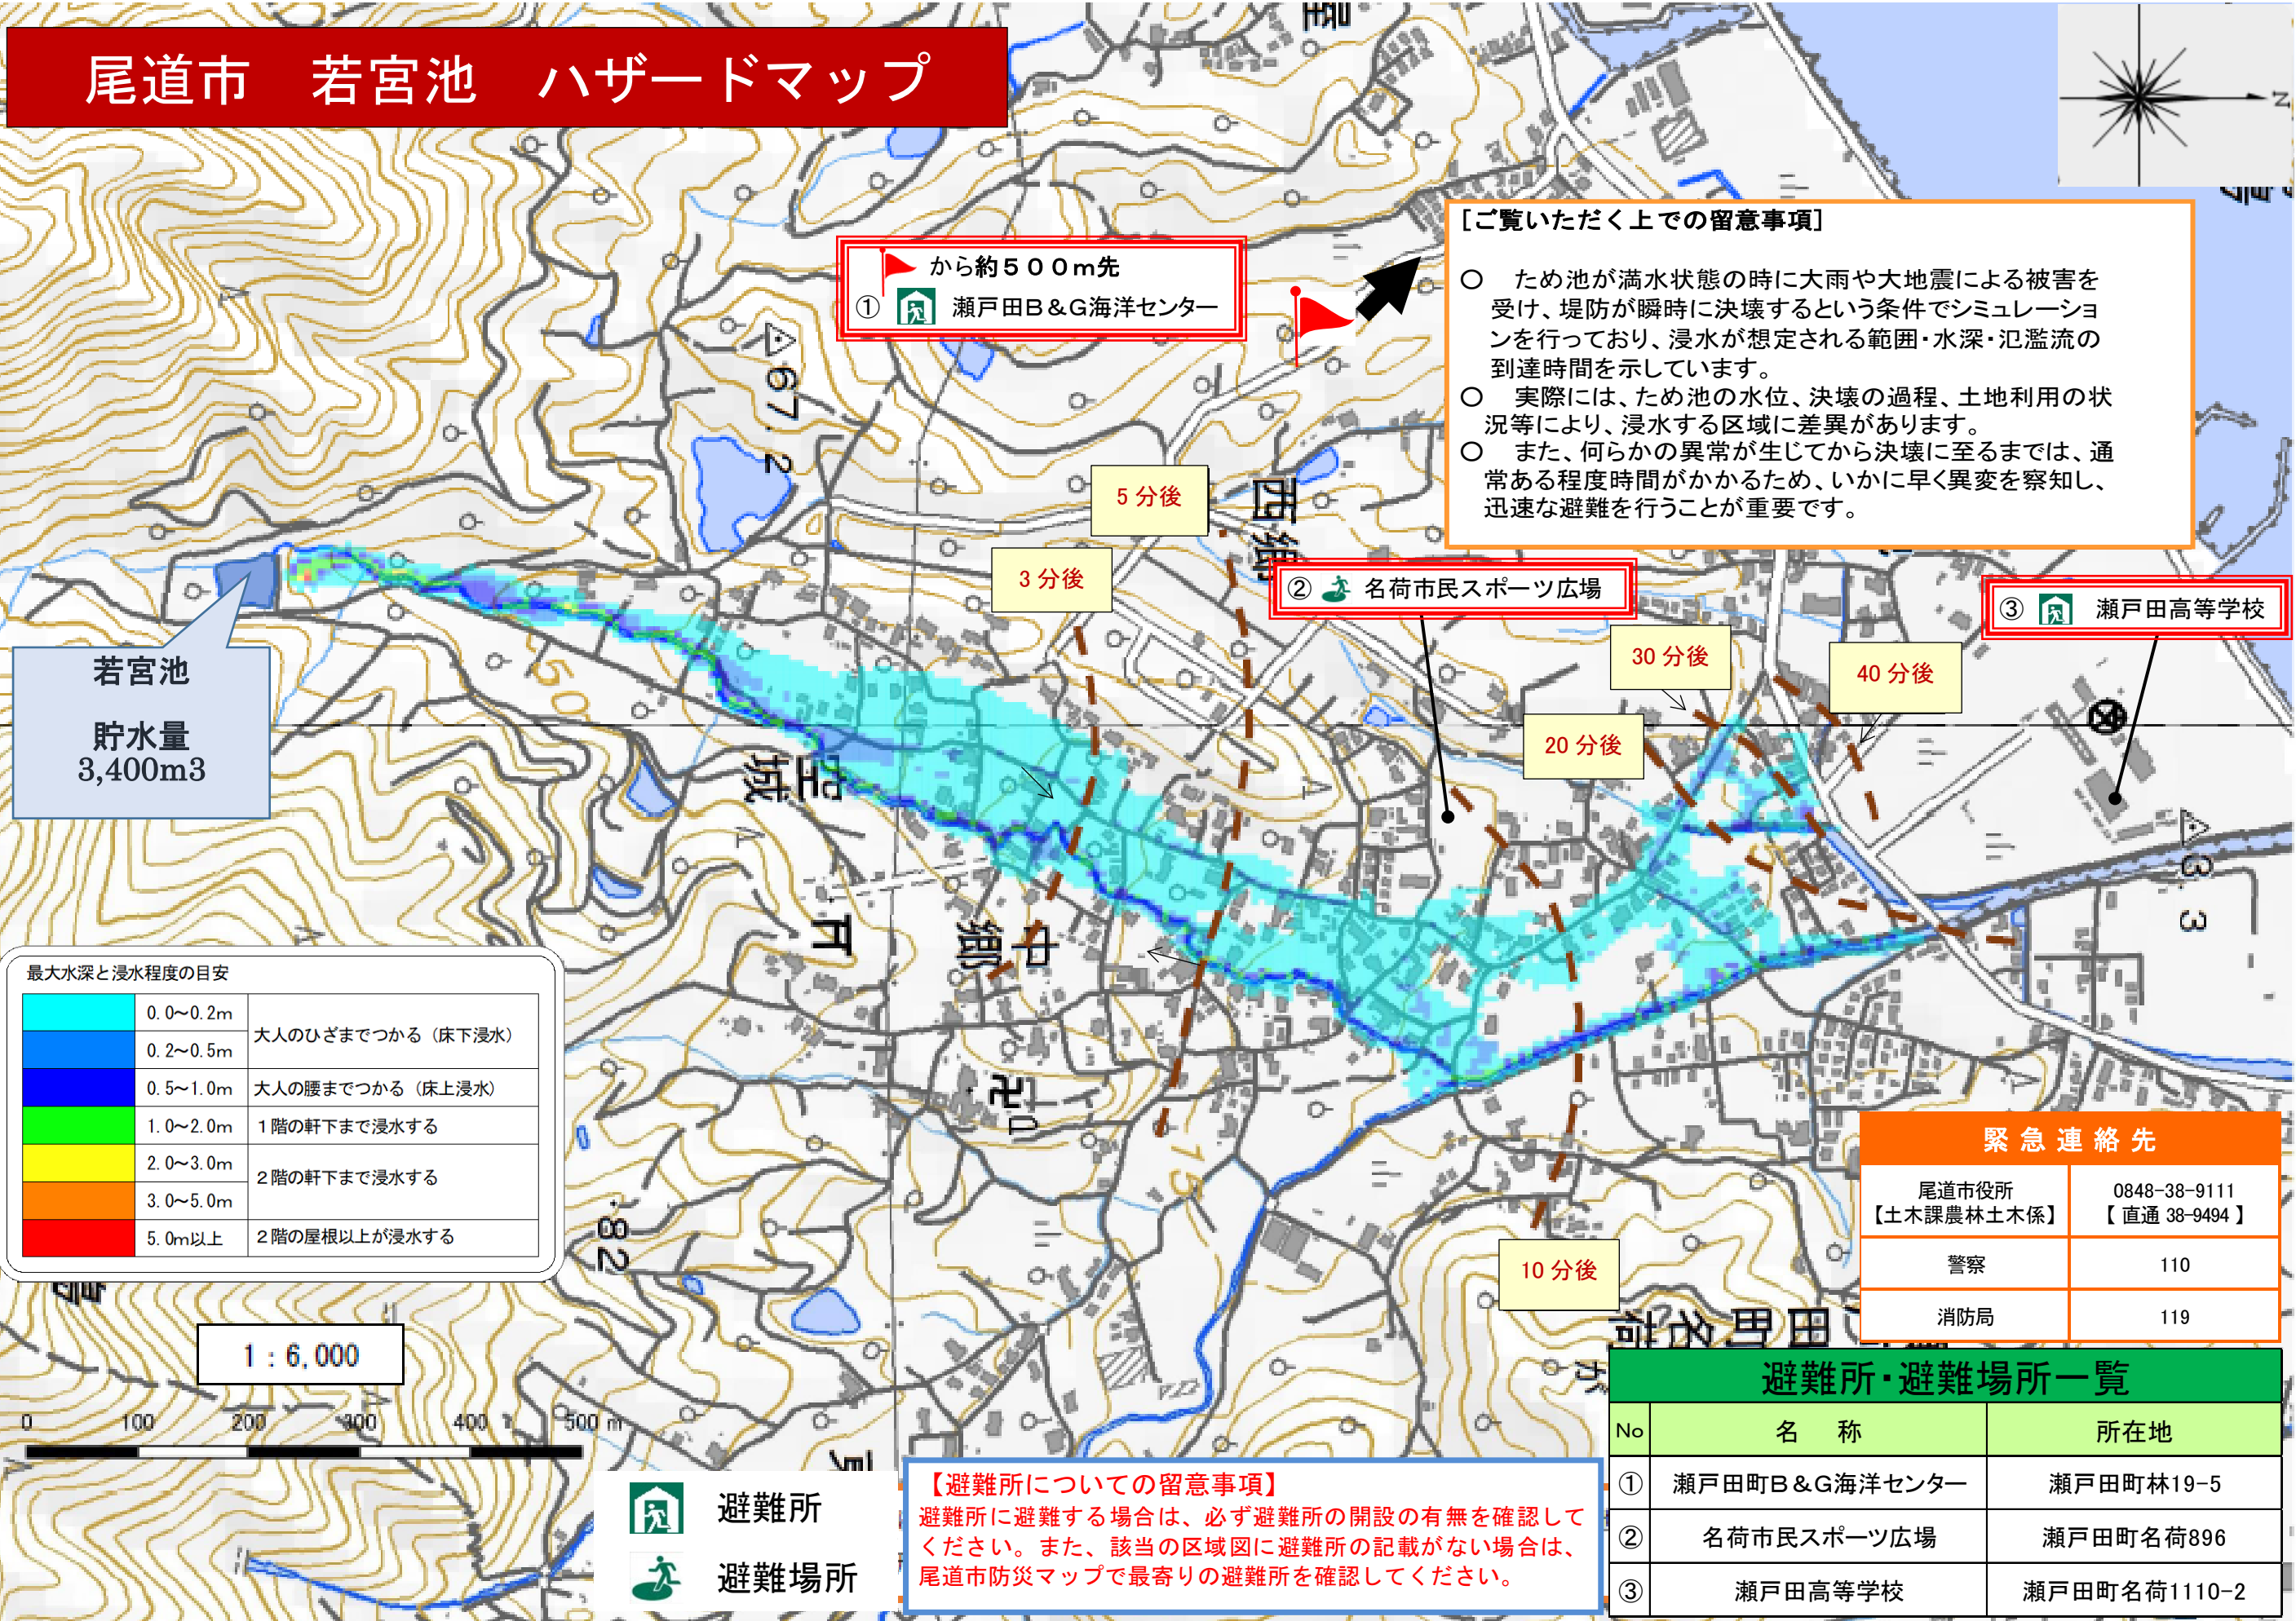 尾道市　若宮池　ハザードマップ
N
から約５００ｍ先
① 瀬戸田Ｂ＆Ｇ海洋センター
［ご覧いただく上での留意事項］
○　ため池が満水状態の時に大雨や大地震による被害を
受け、堤防が瞬時に決壊するという条件でシミュレーショ
ンを行っており、浸水が想定される範囲・水深・氾濫流の
到達時間を示しています。
○　実際には、ため池の水位、決壊の過程、土地利用の状
況等により、浸水する区域に差異があります。
○　また、何らかの異常が生じてから決壊に至るまでは、通
常ある程度時間がかかるため、いかに早く異変を察知し、
迅速な避難を行うことが重要です。
67.2
5 分後
西郷
3 分後
② 名荷市民スポーツ広場
③ 瀬戸田高等学校
30 分後
40 分後
20 分後
若宮池
貯水量
3,400m3
50
中郷
3.3
15
82
10 分後
最大水深と浸水程度の目安
0.0～0.2m
大人のひざまでつかる（床下浸水）
0.2～0.5m
0.5～1.0m 大人の腰までつかる（床上浸水）
1.0～2.0m １階の軒下まで浸水する
2.0～3.0m
２階の軒下まで浸水する
3.0～5.0m
5.0m以上 ２階の屋根以上が浸水する
1：6,000
0 100 200 300 400 500 m
避難所
避難場所
【避難所についての留意事項】
避難所に避難する場合は、必ず避難所の開設の有無を確認して
ください。また、該当の区域図に避難所の記載がない場合は、
尾道市防災マップで最寄りの避難所を確認してください。
緊急連絡先
尾道市役所 0848-38-9111
【土木課農林土木係】 【 直通 38-9494 】
警察 110
消防局 119
田町名荷
避難所・避難場所一覧
No 名　称 所在地
① 瀬戸田町Ｂ＆Ｇ海洋センター 瀬戸田町林19-5
② 名荷市民スポーツ広場 瀬戸田町名荷896
③ 瀬戸田高等学校 瀬戸田町名荷1110-2